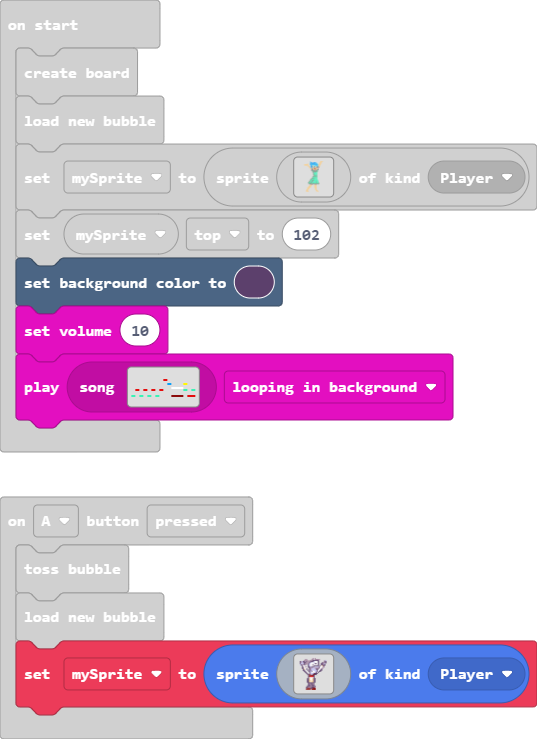 on start
create board
load new bubble
set mySprite to sprite of kind Player
set mySprite top to 102
set background color to
set volume 10
play song looping in background
on A button pressed
toss bubble
load new bubble
set mySprite to sprite of kind Player